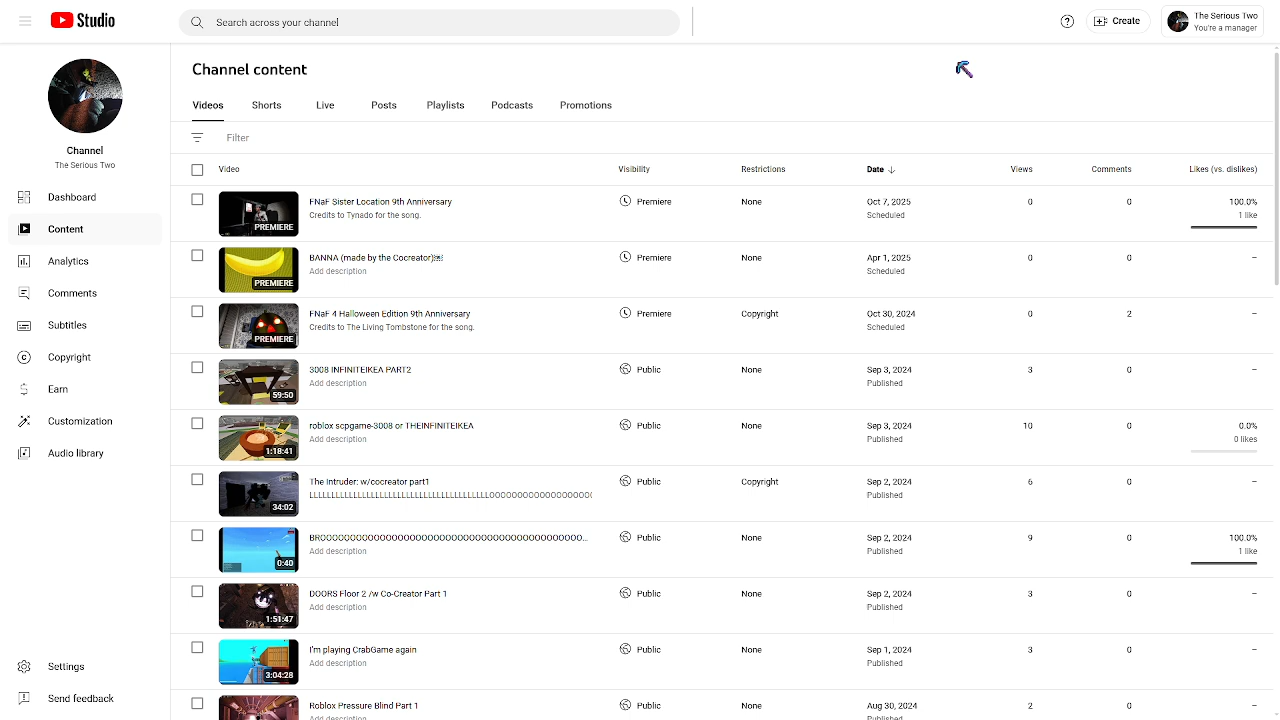 Studio
Search across your channel
Create
The Serious Two
You're a manager
Channel
The Serious Two
Dashboard
Content
Analytics
Comments
Subtitles
Copyright
Earn
Customization
Audio library
Settings
Send feedback
Channel content
Videos Shorts Live Posts Playlists Podcasts Promotions
Filter
Video Visibility Restrictions Date Views Comments Likes (vs. dislikes)
PREMIERE
FNaF Sister Location 9th Anniversary Premiere None Oct 7, 2025 0 0 100.0%
Credits to Tynado for the song. Scheduled 1 like
PREMIERE
BANNA (made by the Cocreator) Premiere None Apr 1, 2025 0 0 –
Add description Scheduled
PREMIERE
FNaF 4 Halloween Edition 9th Anniversary Premiere Copyright Oct 30, 2024 0 2 –
Credits to The Living Tombstone for the song. Scheduled
59:50
3008 INFINITEIKEA PART2 Public None Sep 3, 2024 3 0 –
Add description Published
1:18:41
roblox scpgame-3008 or THEINFINITEIKEA Public None Sep 3, 2024 10 0 0.0%
Add description Published 0 likes
34:02
The Intruder: w/cocreator part1 Public Copyright Sep 2, 2024 6 0 –
Published
0:40
Public None Sep 2, 2024 9 0 100.0%
Add description Published 1 like
1:51:47
DOORS Floor 2 /w Co-Creator Part 1 Public None Sep 2, 2024 3 0 –
Add description Published
3:04:28
I'm playing CrabGame again Public None Sep 1, 2024 3 0 –
Add description Published
Roblox Pressure Blind Part 1 Public None Aug 30, 2024 2 0 –
Add description Published